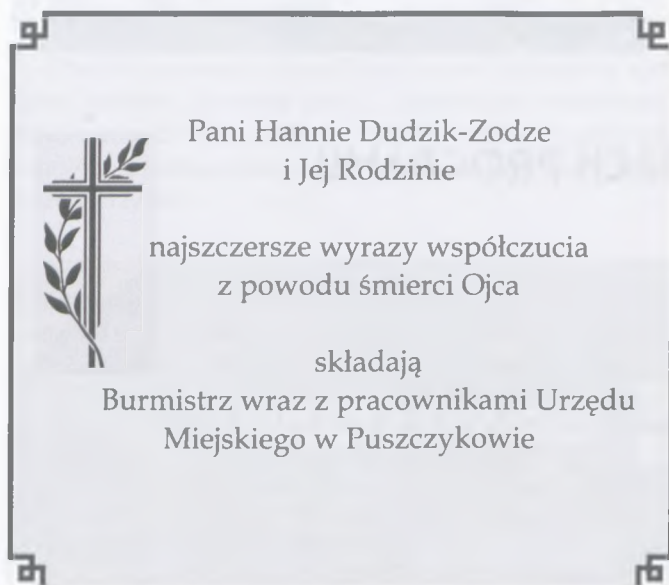 Pani Hannie Dudzik-Zodze
i Jej Rodzinie
najszczersze wyrazy współczucia
z powodu śmierci Ojca
składają
Burmistrz wraz z pracownikami Urzędu
Miejskiego w Puszczykowie